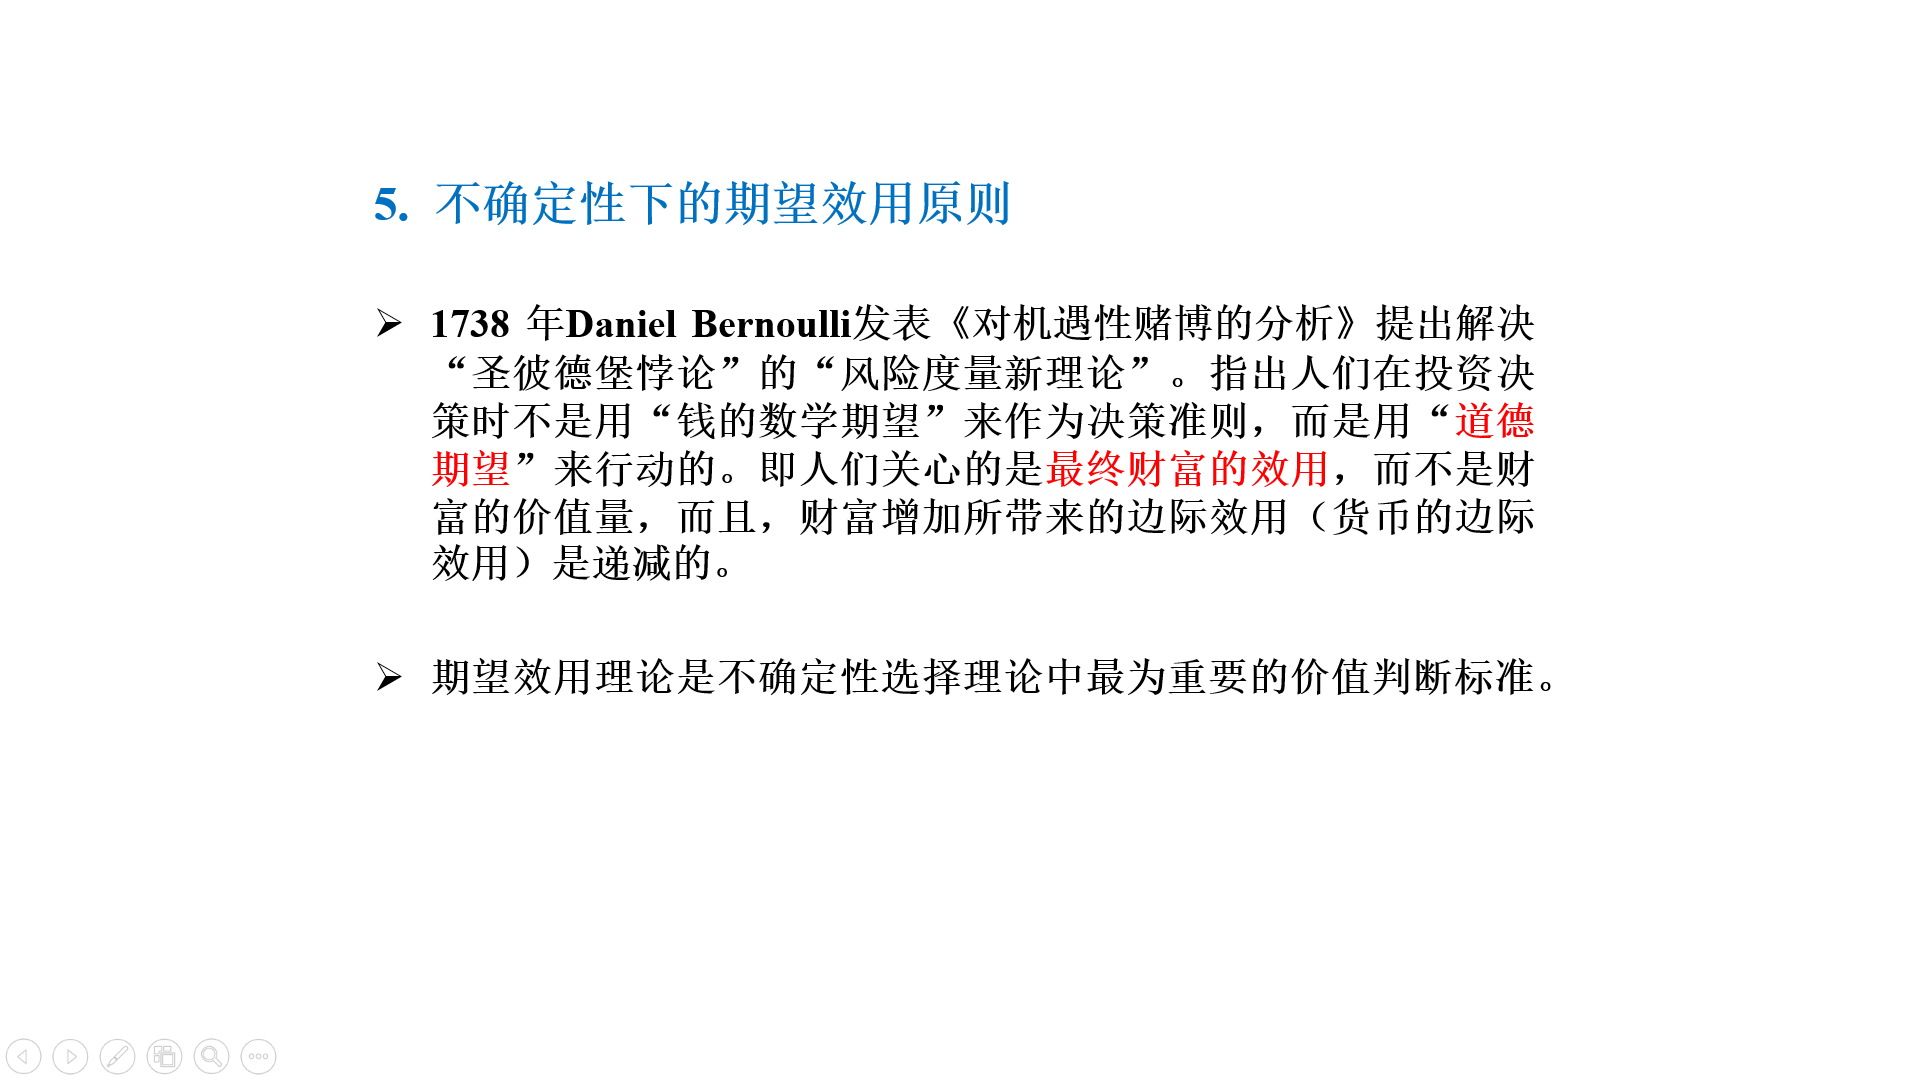 5. 不确定性下的期望效用原则
1738 年Daniel Bernoulli发表《对机遇性赌博的分析》提出解决
“圣彼德堡悖论”的“风险度量新理论”。指出人们在投资决
策时不是用“钱的数学期望”来作为决策准则，而是用“道德
期望”来行动的。即人们关心的是最终财富的效用，而不是财
富的价值量，而且，财富增加所带来的边际效用（货币的边际
效用）是递减的。
期望效用理论是不确定性选择理论中最为重要的价值判断标准。